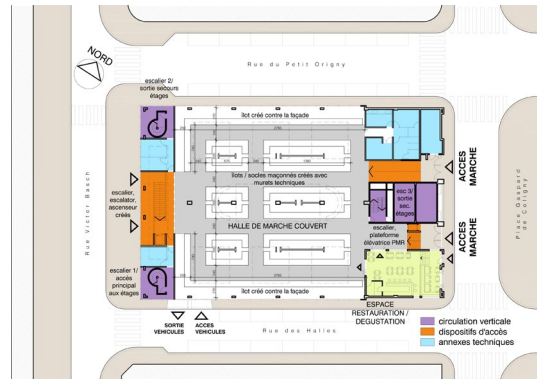 Rue du Petit Origny
NORD
escalier 2/
sortie secours
étages
îlot créé contre la façade
îlots / socles maçonnés créés avec
murets techniques
ACCES
MARCHE
Rue Victor Basch
escalier,
escalator,
ascenseur
créés
esc 3/
sortie
sec.
étages
Place Gaspard
de Corigny
HALLE DE MARCHE COUVERT
escalier,
plateforme
élévatrice PMR
ACCES
MARCHE
escalier 1/
accès
principal
aux étages
îlot créé contre la façade
ESPACE
RESTAURATION /
DEGUSTATION
SORTIE
VEHICULES
ACCES
VEHICULES
Rue des Halles
circulation verticale
dispositifs d'accès
annexes techniques